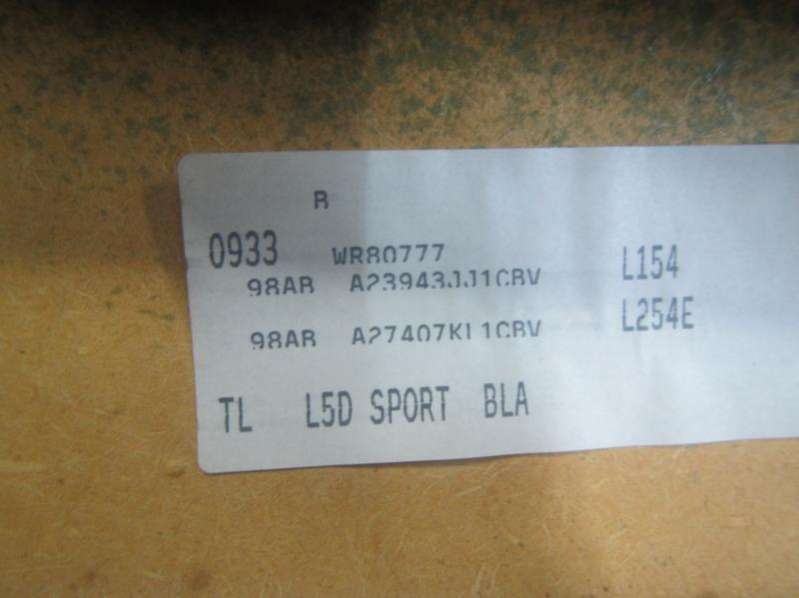 R
0933 WR80777
98AB A23943JJ1CBV L154
98AB A27407KL1CBV L254E
TL L5D SPORT BLA